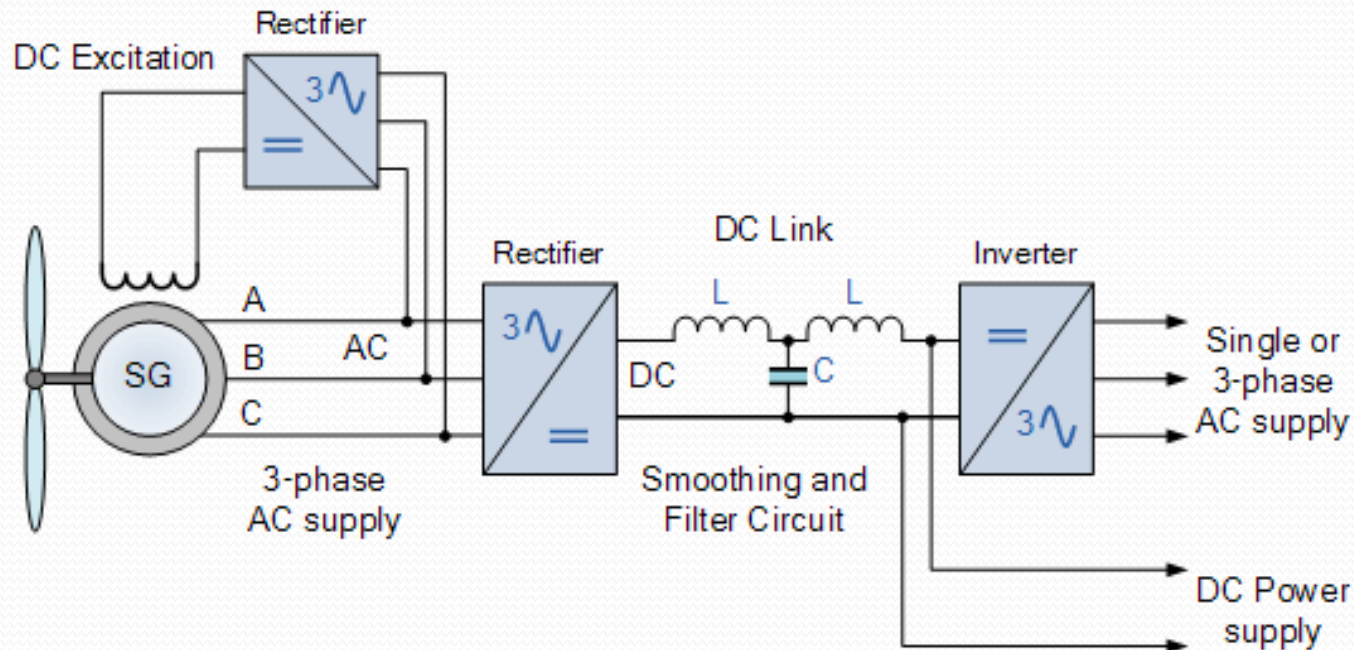 Rectifier
DC Excitation
3
DC Link
Rectifier
Inverter
L
L
A
3
AC
B
SG
DC
C
C
3
Single or
3-phase
AC supply
3-phase
AC supply
Smoothing and
Filter Circuit
DC Power
supply